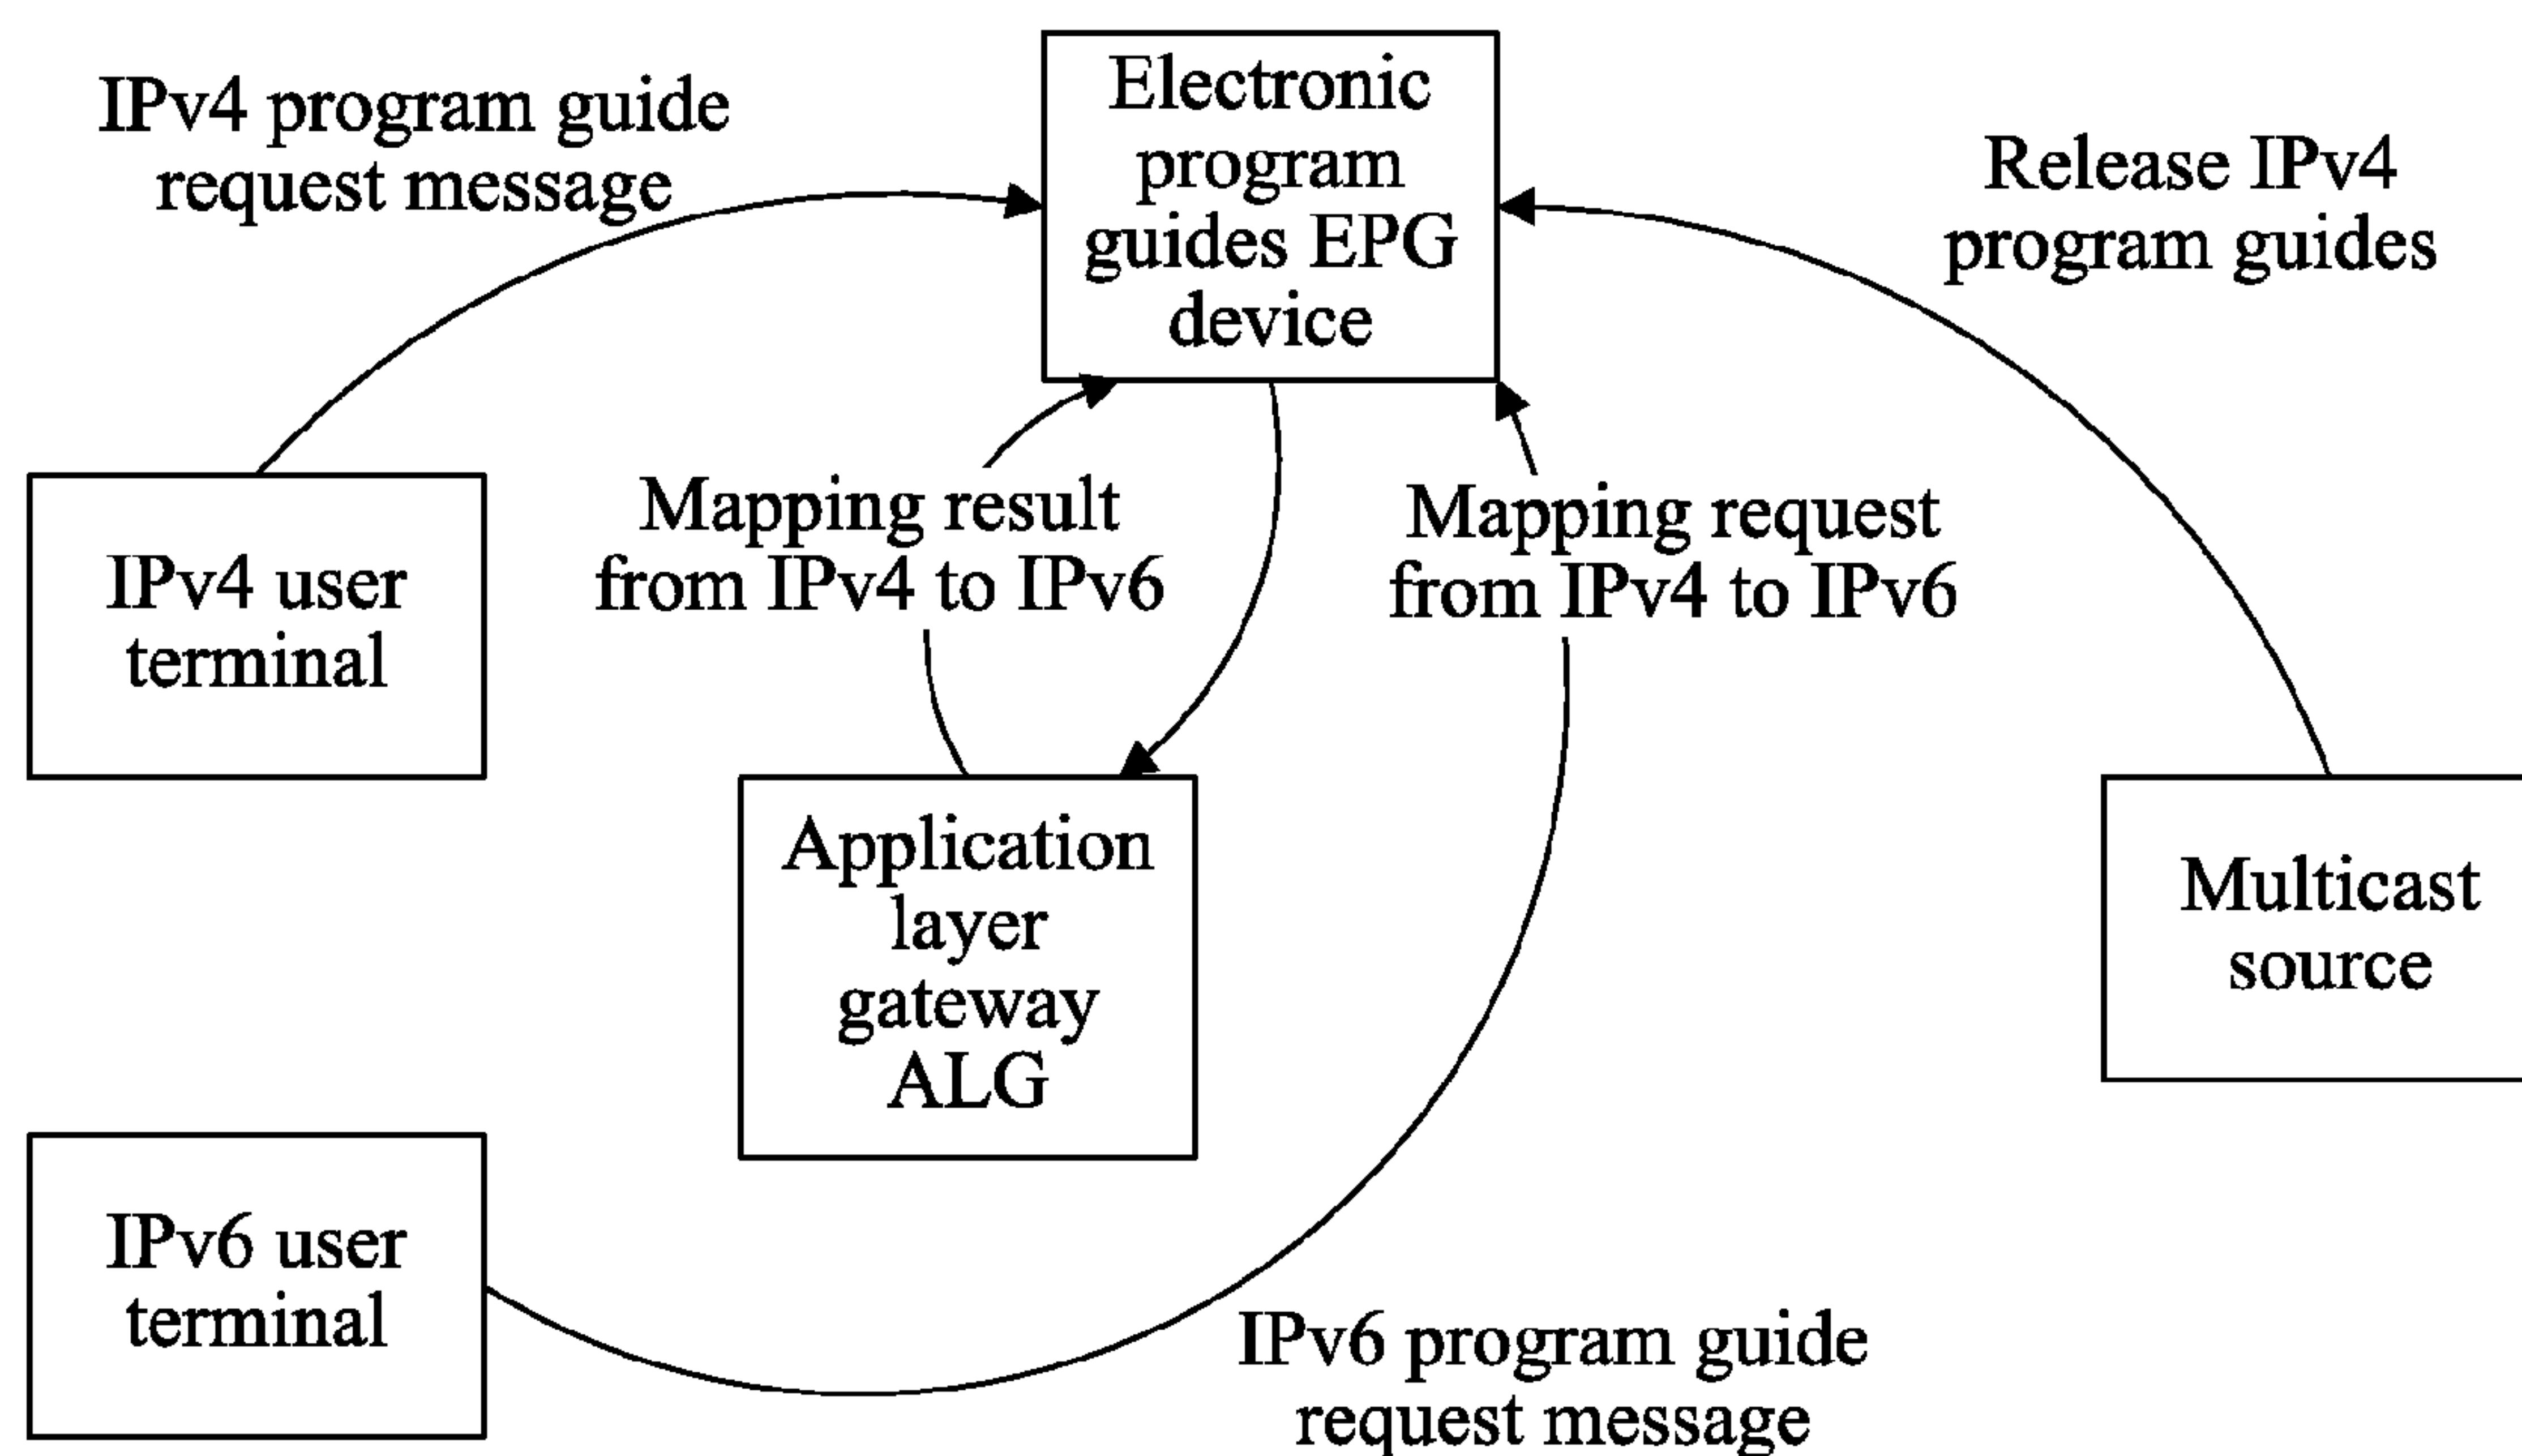 IPv4 program guide
request message
Electronic
program
guides EPG
device
Release IPv4
program guides
IPv4 user
terminal
Mapping result
from IPv4 to IPv6
Mapping request
from IPv4 to IPv6
Application
layer
gateway
ALG
Multicast
source
IPv6 user
terminal
IPv6 program guide
request message